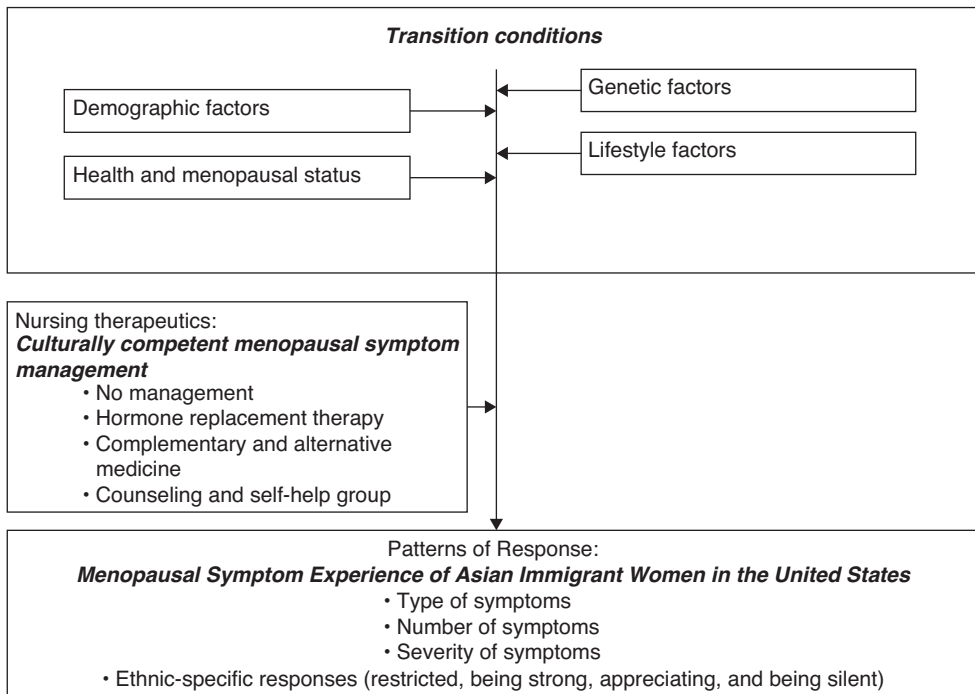 Transition conditions
Demographic factors
Genetic factors
Health and menopausal status
Lifestyle factors
Nursing therapeutics:
Culturally competent menopausal symptom
management
• No management
• Hormone replacement therapy
• Complementary and alternative
medicine
• Counseling and self-help group
Patterns of Response:
Menopausal Symptom Experience of Asian Immigrant Women in the United States
• Type of symptoms
• Number of symptoms
• Severity of symptoms
• Ethnic-specific responses (restricted, being strong, appreciating, and being silent)